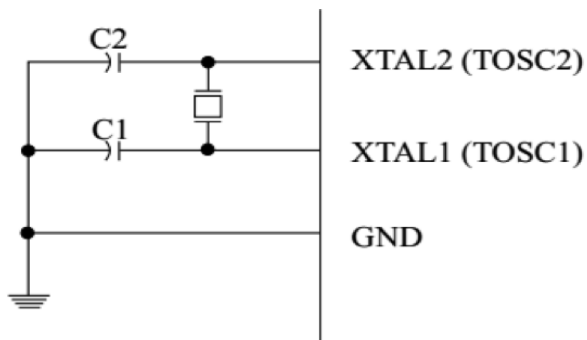 C2
XTAL2 (TOSC2)
C1
XTAL1 (TOSC1)
GND